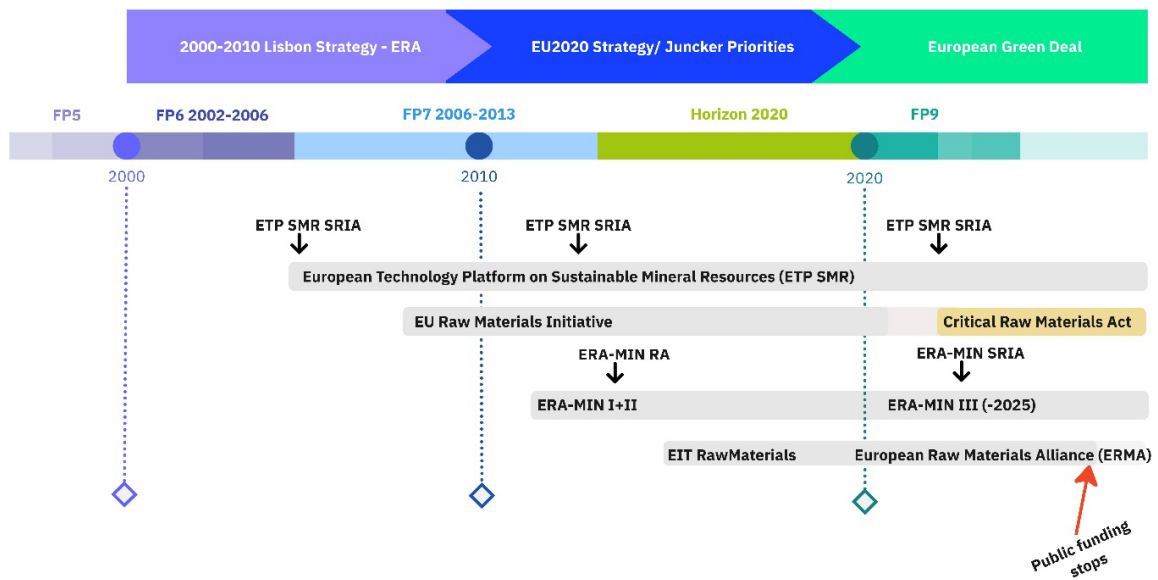 2000-2010 Lisbon Strategy - ERA
EU2020 Strategy/ Juncker Priorities
European Green Deal
FP5
FP6 2002-2006
FP7 2006-2013
Horizon 2020
FP9
2000
2010
2020
ETP SMR SRIA
ETP SMR SRIA
ETP SMR SRIA
European Technology Platform on Sustainable Mineral Resources (ETP SMR)
EU Raw Materials Initiative
Critical Raw Materials Act
ERA-MIN RA
ERA-MIN SRIA
ERA-MIN I+II
ERA-MIN III (-2025)
EIT RawMaterials
European Raw Materials Alliance (ERMA)
Public funding
stops